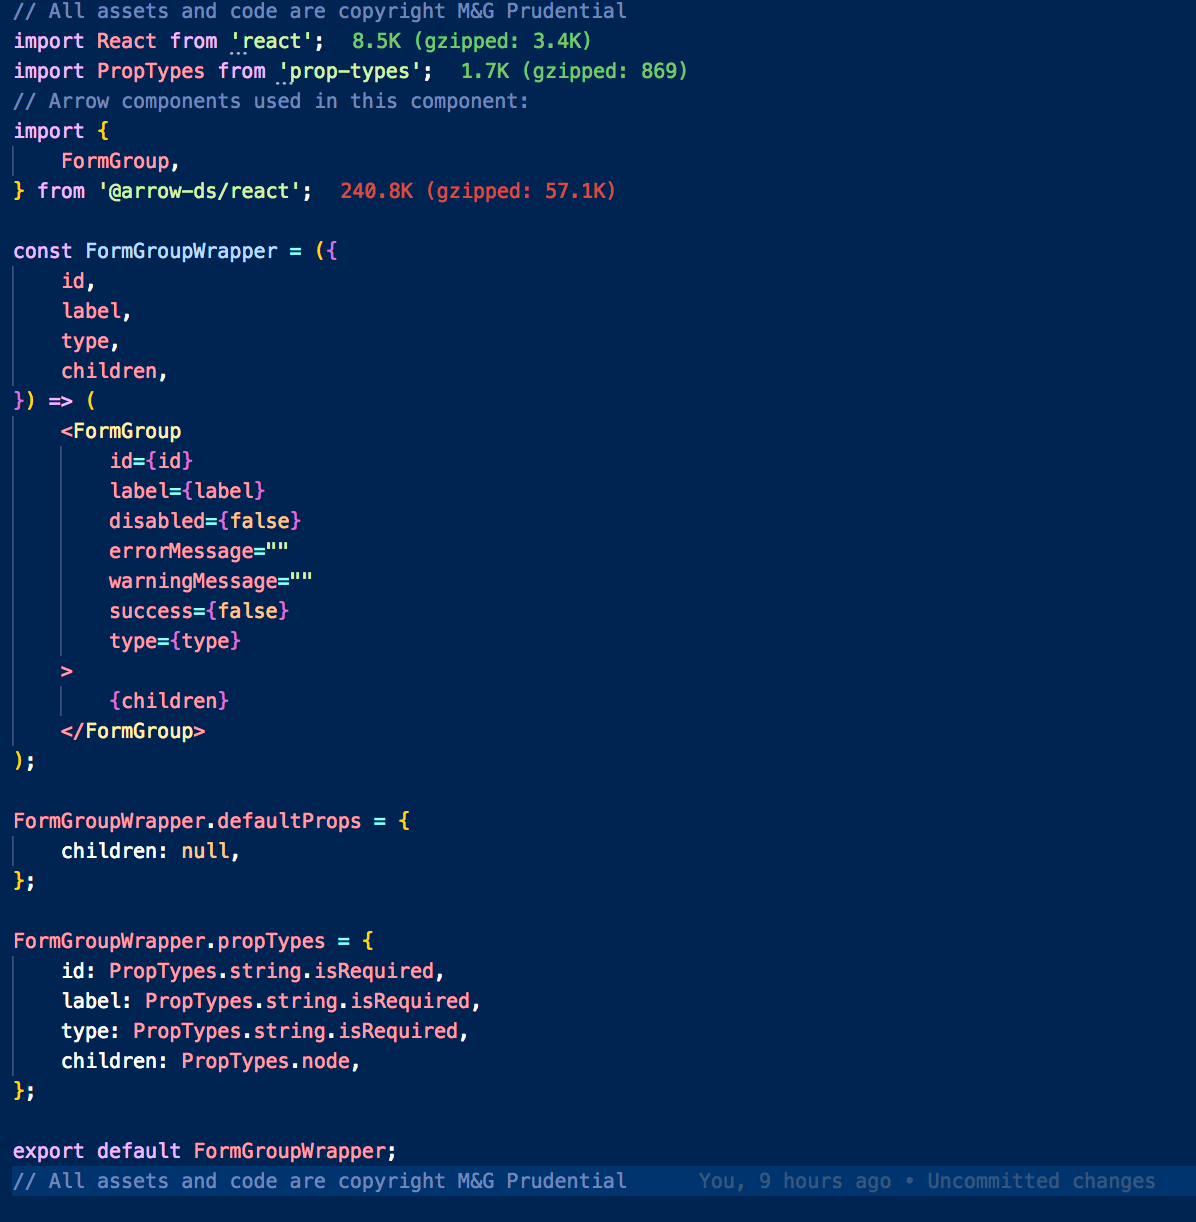 // All assets and code are copyright M&G Prudential
import React from 'react';  8.5K (gzipped: 3.4K)
import PropTypes from 'prop-types';  1.7K (gzipped: 869)
// Arrow components used in this component:
import {
    FormGroup,
} from '@arrow-ds/react';  240.8K (gzipped: 57.1K)

const FormGroupWrapper = ({
    id,
    label,
    type,
    children,
}) => (
    <FormGroup
        id={id}
        label={label}
        disabled={false}
        errorMessage=""
        warningMessage=""
        success={false}
        type={type}
    >
        {children}
    </FormGroup>
);

FormGroupWrapper.defaultProps = {
    children: null,
};

FormGroupWrapper.propTypes = {
    id: PropTypes.string.isRequired,
    label: PropTypes.string.isRequired,
    type: PropTypes.string.isRequired,
    children: PropTypes.node,
};

export default FormGroupWrapper;
// All assets and code are copyright M&G Prudential      You, 9 hours ago • Uncommitted changes